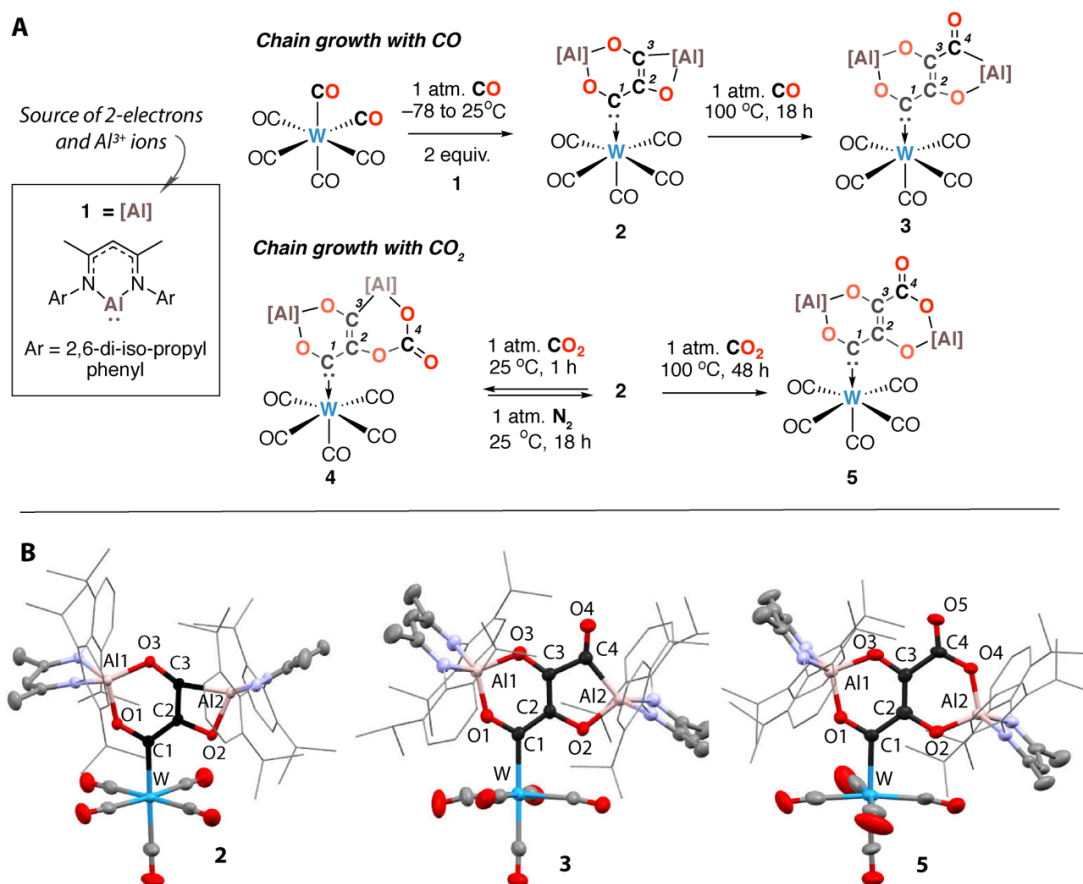 A
Chain growth with CO
Source of 2-electrons
and Al³⁺ ions
1 = [Al]
N N
Ar Al Ar
Ar = 2,6-di-iso-propyl
phenyl
CO
OC CO
W
OC CO
CO
1 atm. CO
–78 to 25°C
2 equiv.
1
[Al] O C 3 [Al]
O 1 C C 2 O
W
OC CO
OC CO
CO
2
1 atm. CO
100 °C, 18 h
O
[Al] O C 3 C 4 [Al]
O 1 C C 2 O
W
OC CO
OC CO
CO
3
Chain growth with CO₂
[Al]
[Al] O C 3 O
O 1 C C 2 O C 4 O
W
OC CO
OC CO
CO
4
1 atm. CO₂
25 °C, 1 h
1 atm. N₂
25 °C, 18 h
2
1 atm. CO₂
100 °C, 48 h
O
[Al] O C 3 C 4 O
O 1 C C 2 O [Al]
W
OC CO
OC CO
CO
5
B
O3
Al1 C3
C2 Al2
O1 O2
C1
W
2
O4
O3 C4
C3
Al1 Al2
C2
O1 O2
C1
W
3
O5
O3 C4
C3 O4
Al1 Al2
C2
O1 O2
C1
W
5